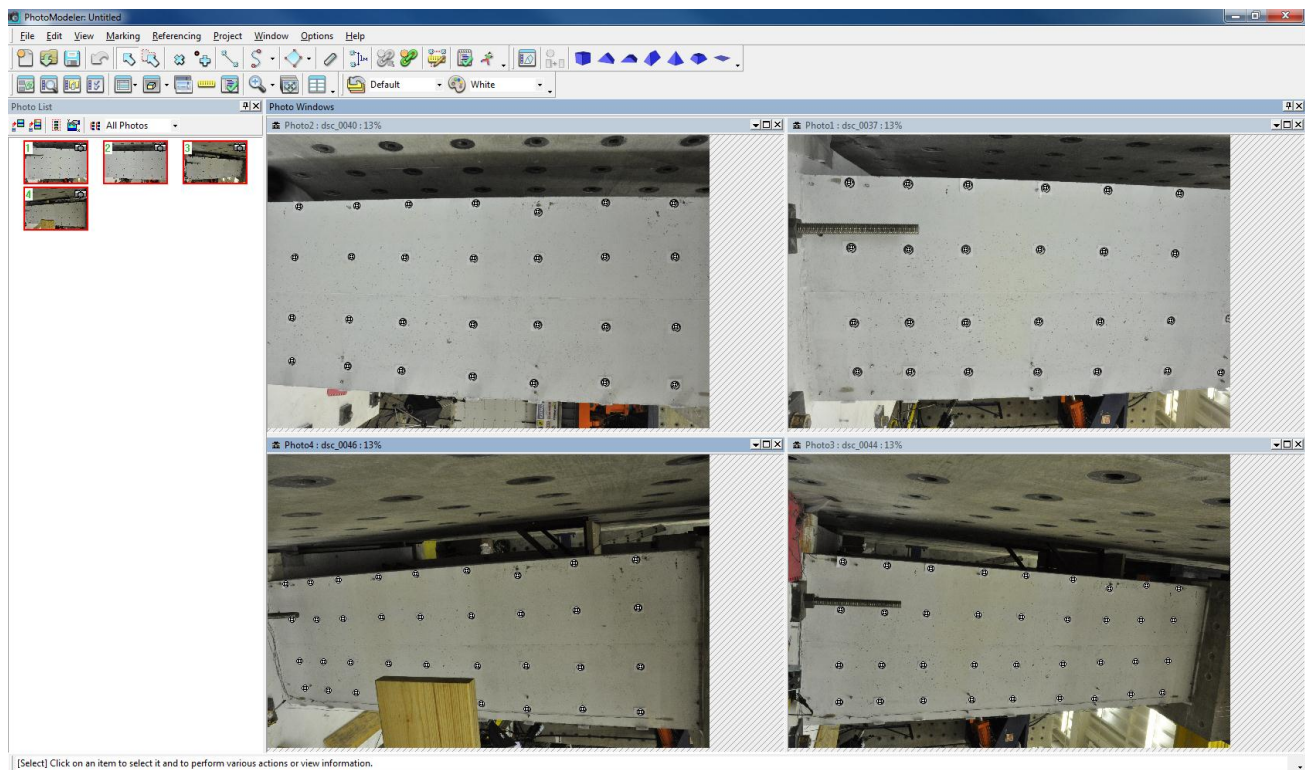 PhotoModeler: Untitled
File Edit View Marking Referencing Project Window Options Help
Default White
Photo List
Photo Windows
All Photos
1 2 3
4
Photo2 : dsc_0040 : 13%
Photo1 : dsc_0037 : 13%
Photo4 : dsc_0046 : 13%
Photo3 : dsc_0044 : 13%
[Select] Click on an item to select it and to perform various actions or view information.